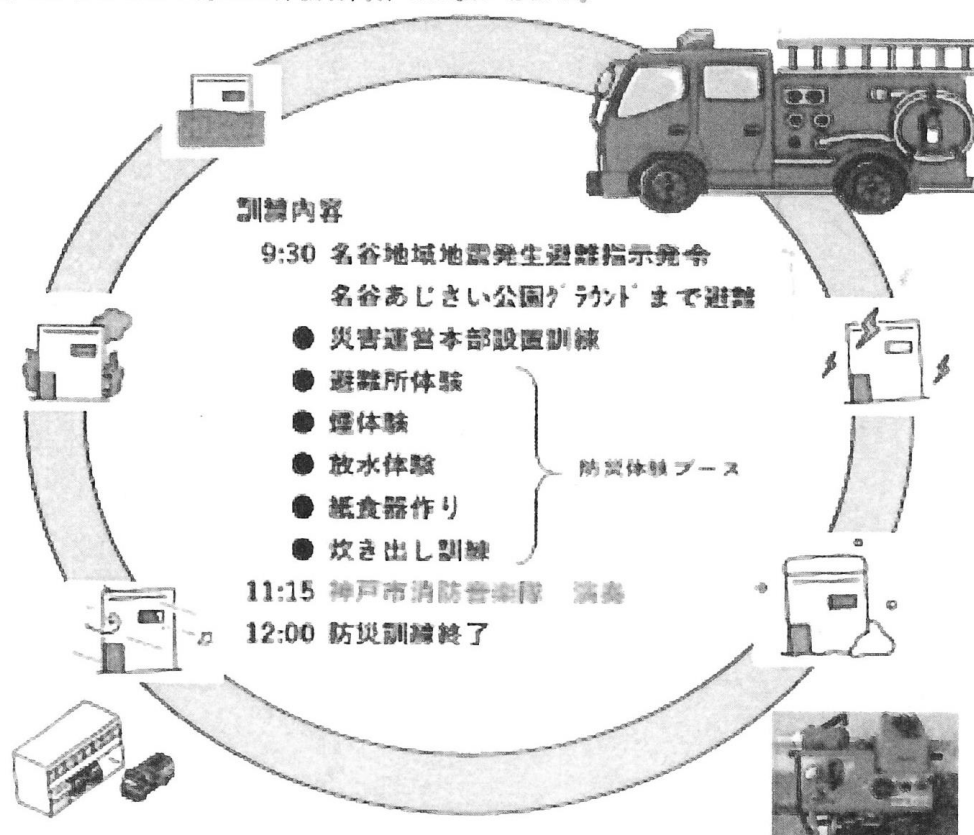 訓練内容
9:30 名谷地域地震発生避難指示発令
名谷あじさい公園グラウンドまで避難
● 災害運営本部設置訓練
● 避難所体験
● 煙体験
● 放水体験
● 紙食器作り
● 炊き出し訓練
防災体験ブース
11:15 神戸市消防音楽隊 演奏
12:00 防災訓練終了